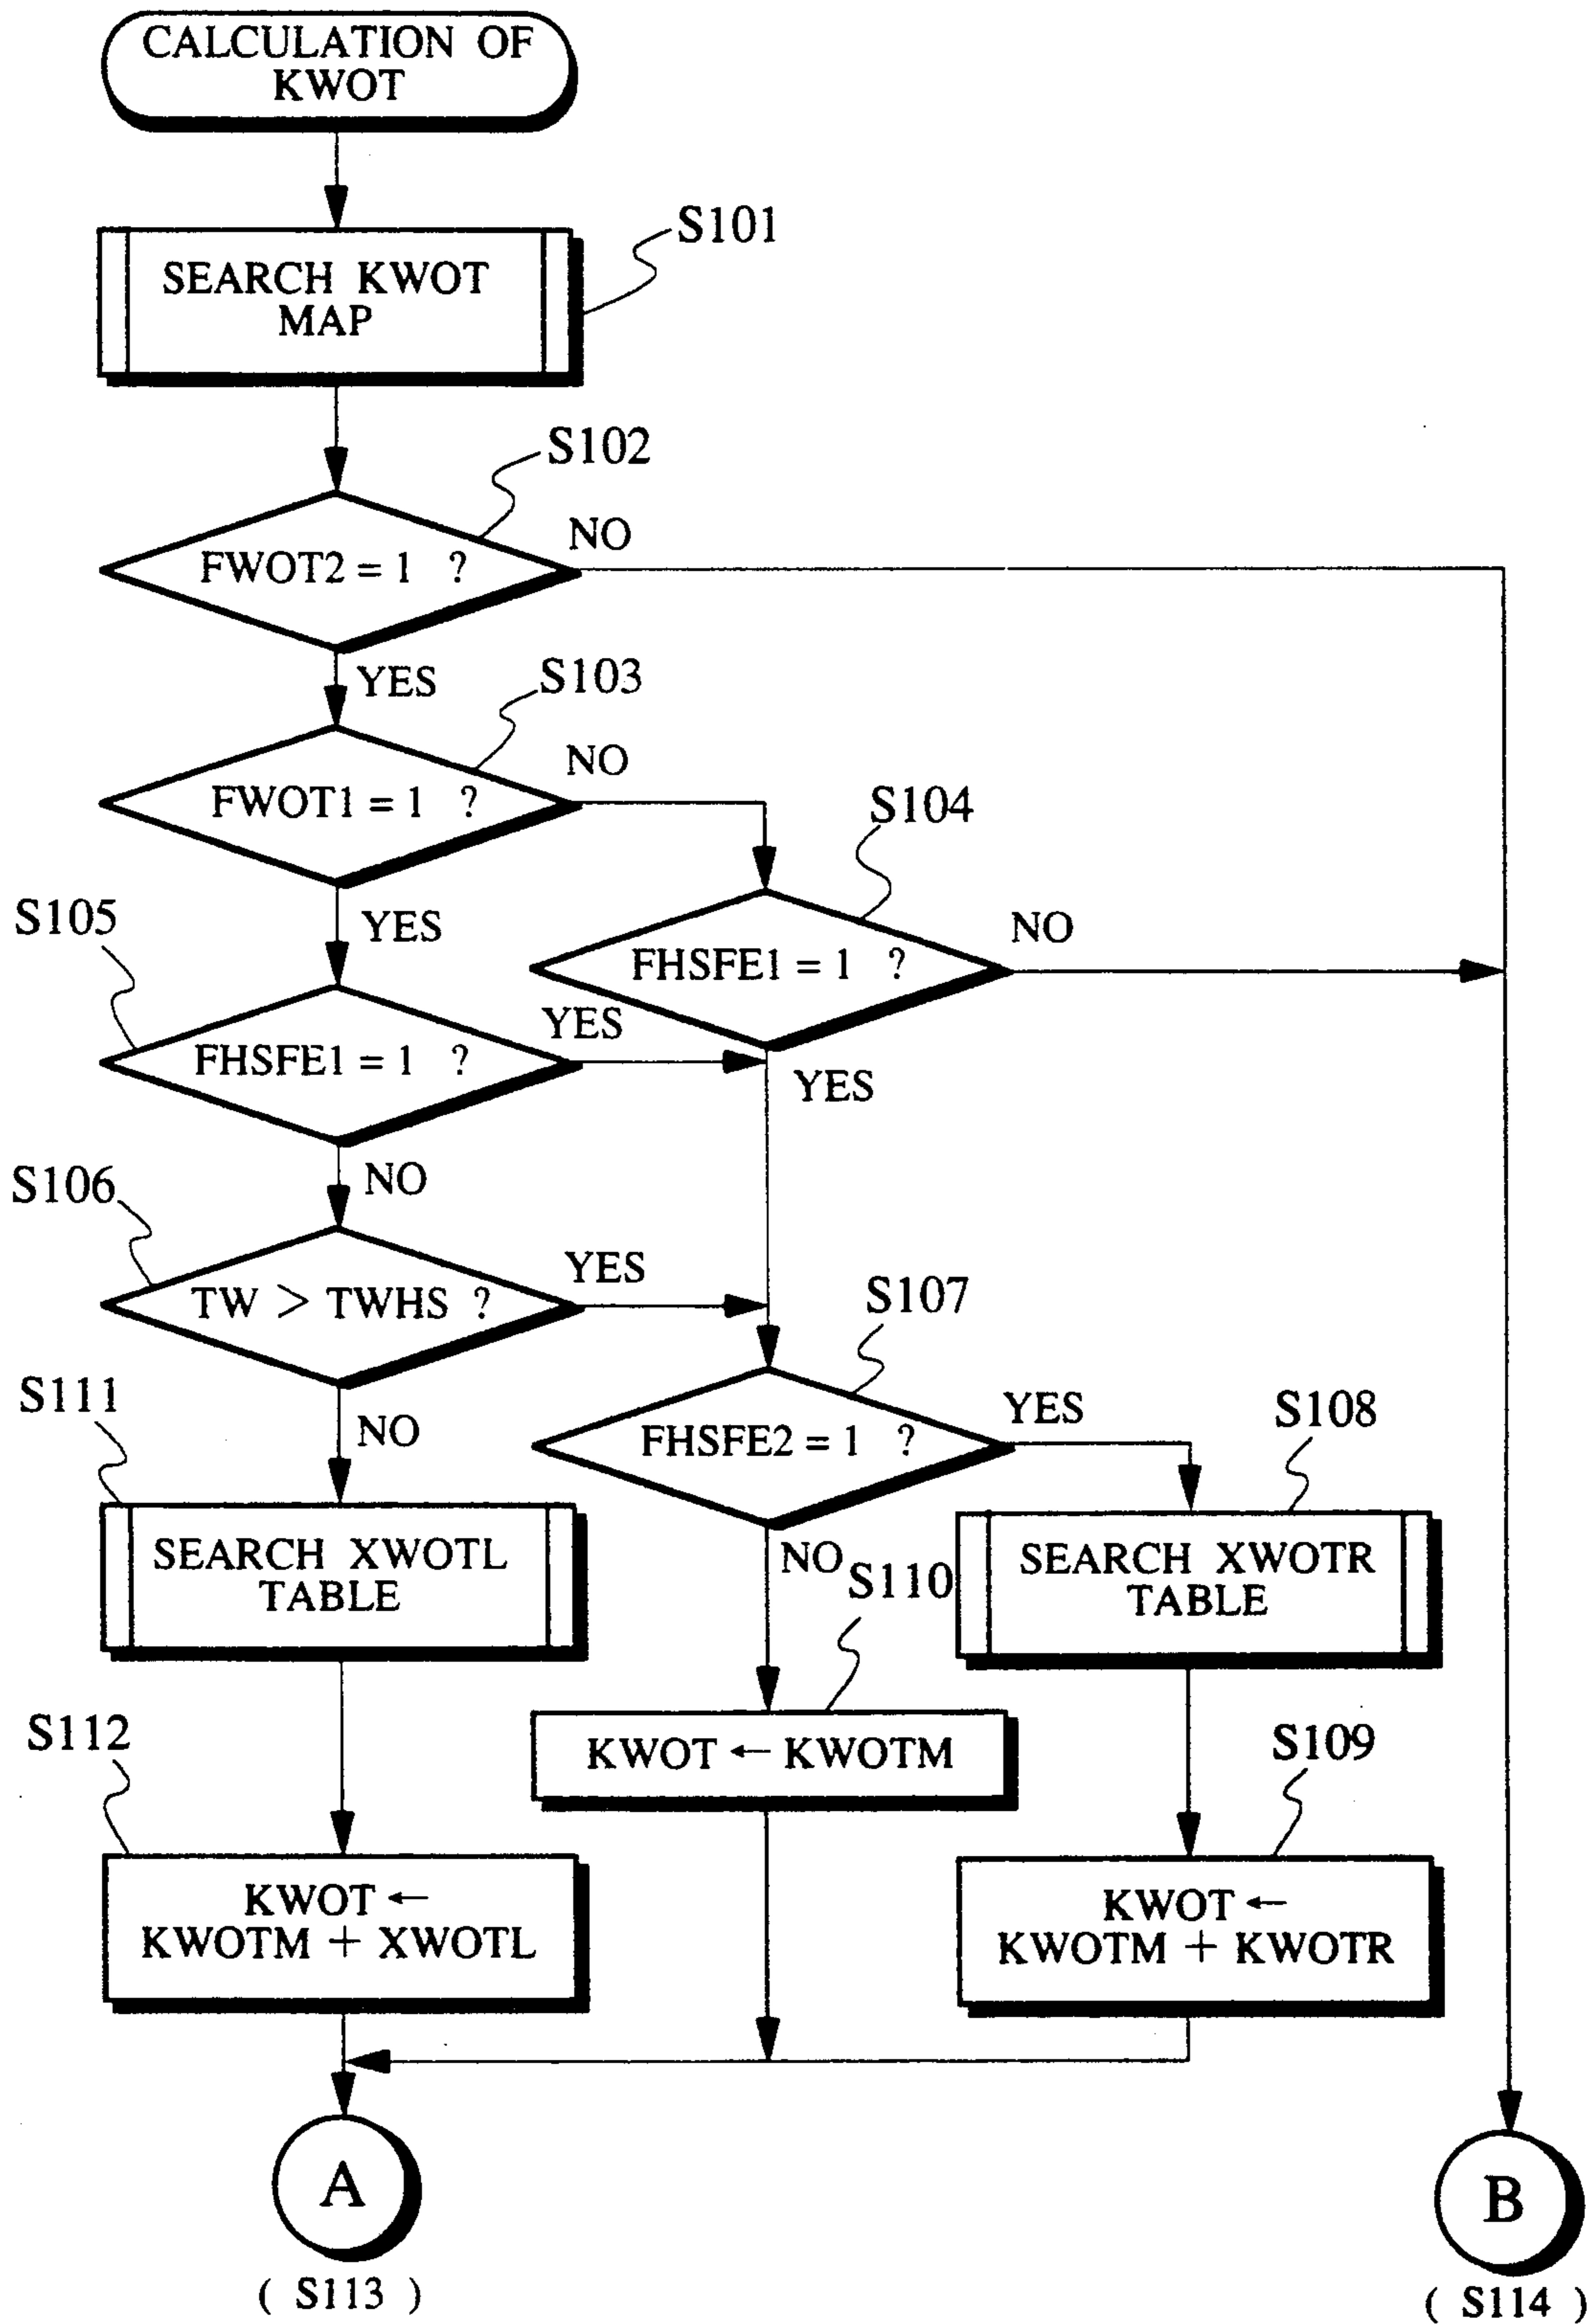 CALCULATION OF
KWOT
S101
SEARCH KWOT
MAP
S102
FWOT2 = 1 ?
NO
YES
S103
FWOT1 = 1 ?
NO
S104
YES
FHSFE1 = 1 ?
NO
S105
YES
FHSFE1 = 1 ?
YES
NO
S106
TW > TWHS ?
YES
S107
NO
FHSFE2 = 1 ?
YES
S108
S111
SEARCH XWOTL
TABLE
NO
S110
SEARCH XWOTR
TABLE
S112
KWOT ← KWOTM
S109
KWOT ←
KWOTM + XWOTL
KWOT ←
KWOTM + KWOTR
A
( S113 )
B
( S114 )